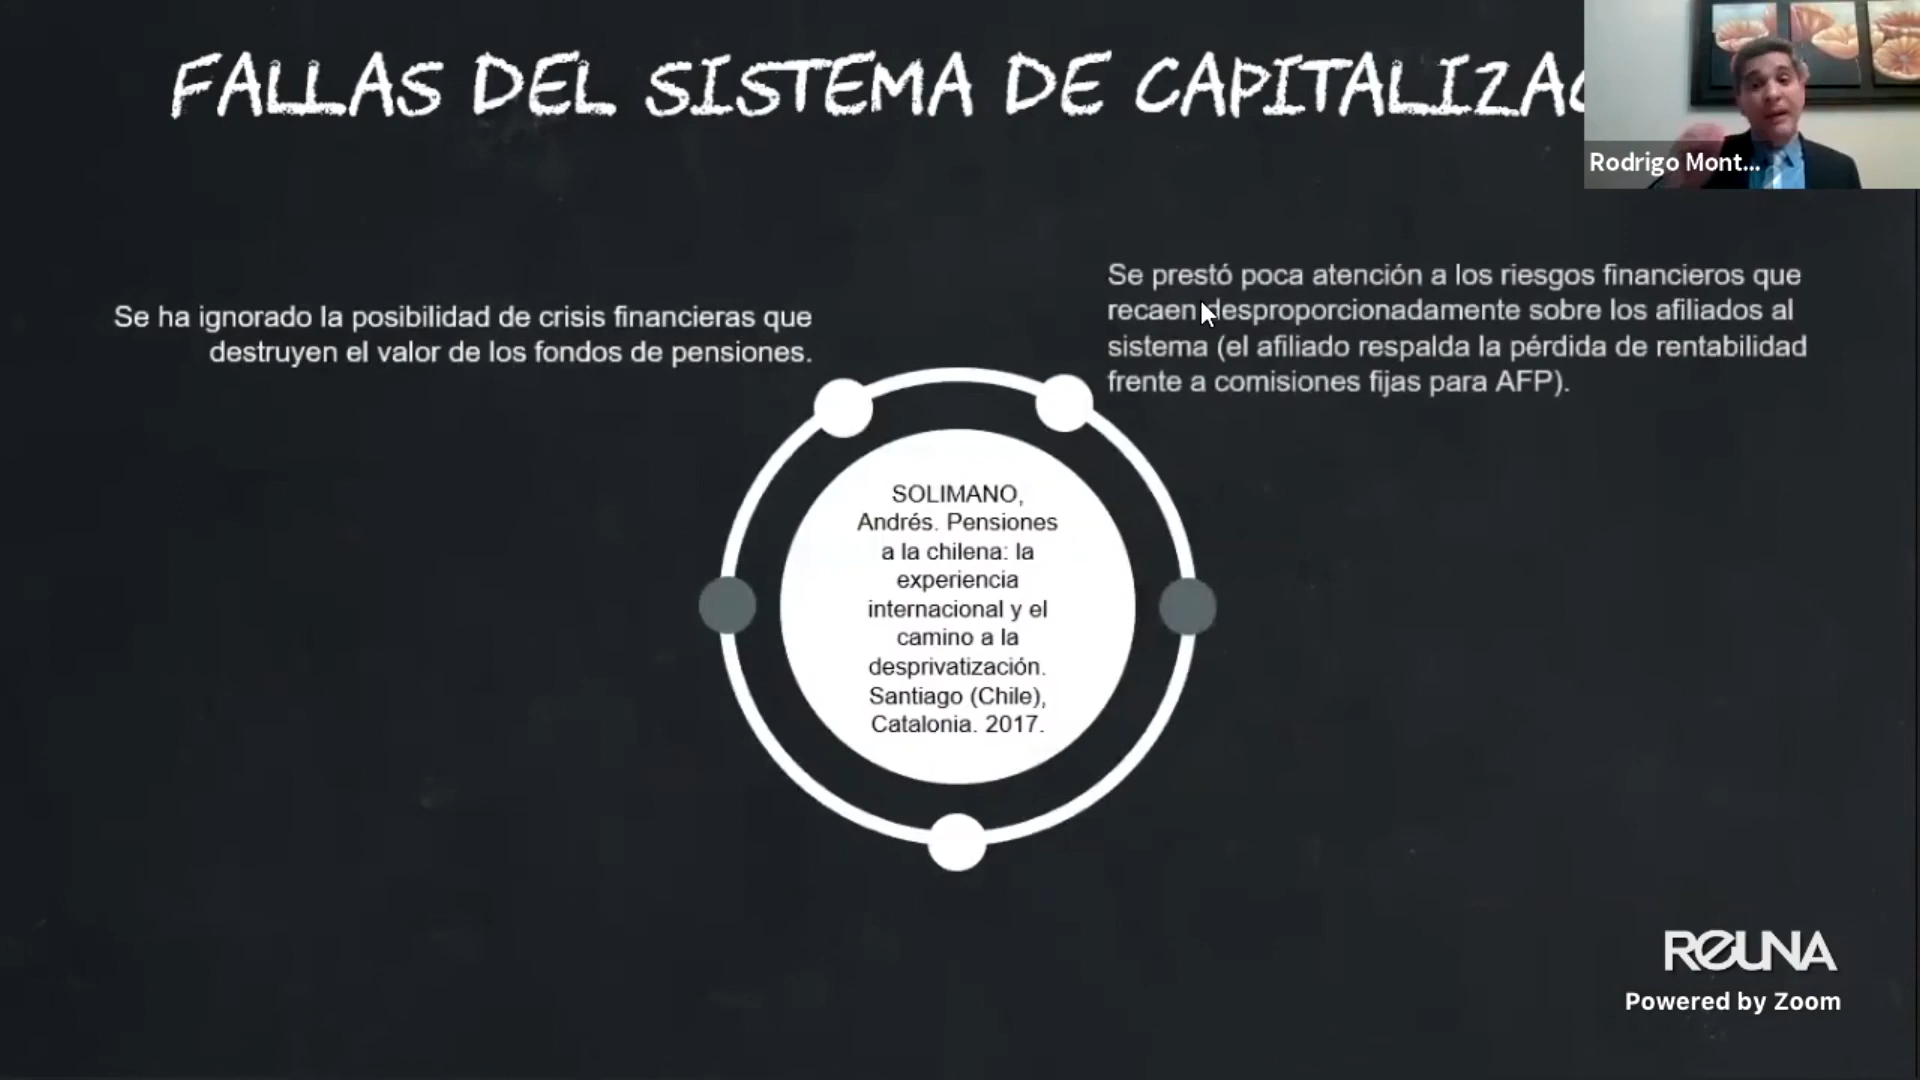 FALLAS DEL SISTEMA DE CAPITALIZAC
Rodrigo Mont...
Se ha ignorado la posibilidad de crisis financieras que
destruyen el valor de los fondos de pensiones.
Se prestó poca atención a los riesgos financieros que
recaen desproporcionadamente sobre los afiliados al
sistema (el afiliado respalda la pérdida de rentabilidad
frente a comisiones fijas para AFP).
SOLIMANO,
Andrés. Pensiones
a la chilena: la
experiencia
internacional y el
camino a la
desprivatización.
Santiago (Chile),
Catalonia. 2017.
REUNA
Powered by Zoom